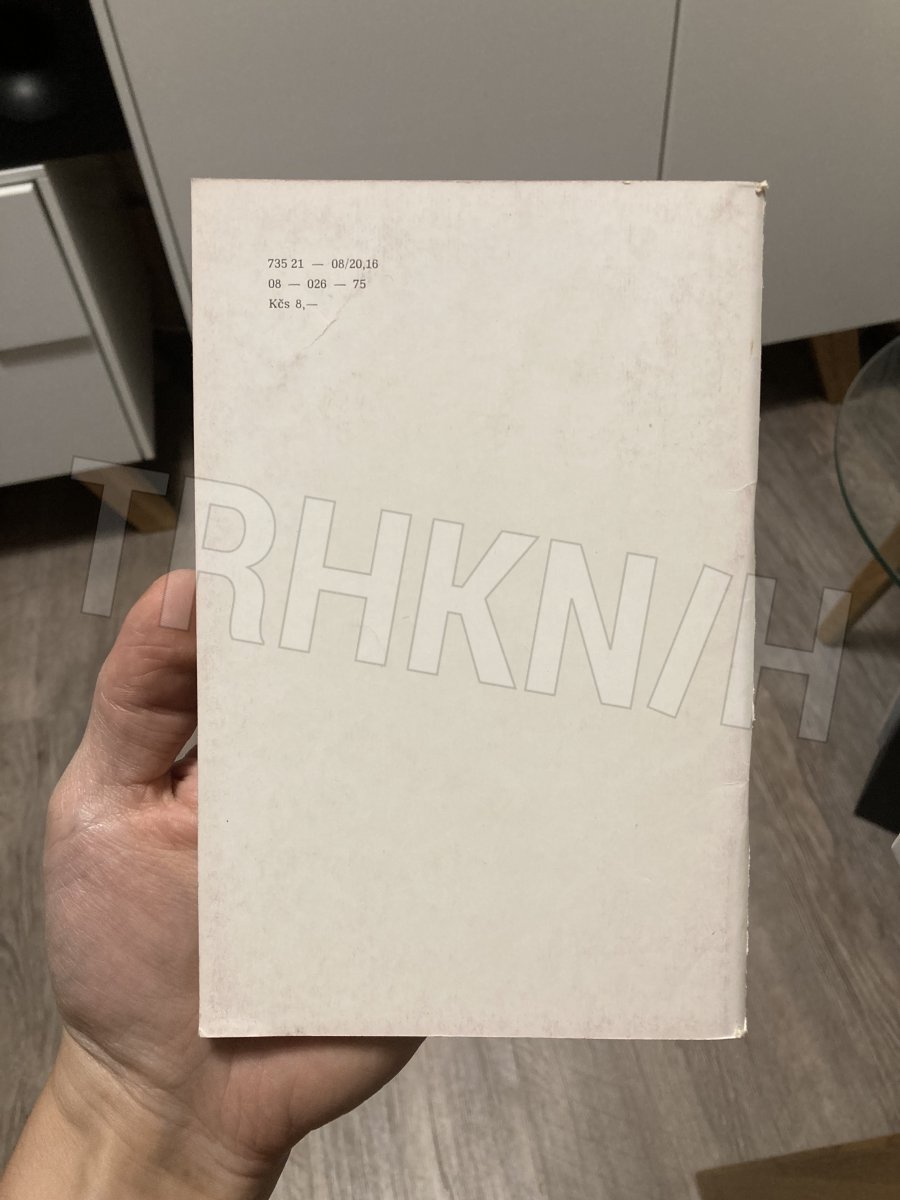 735 21 — 08/20,16
08 — 026 — 75
Kčs 8,—
TRHKNIH